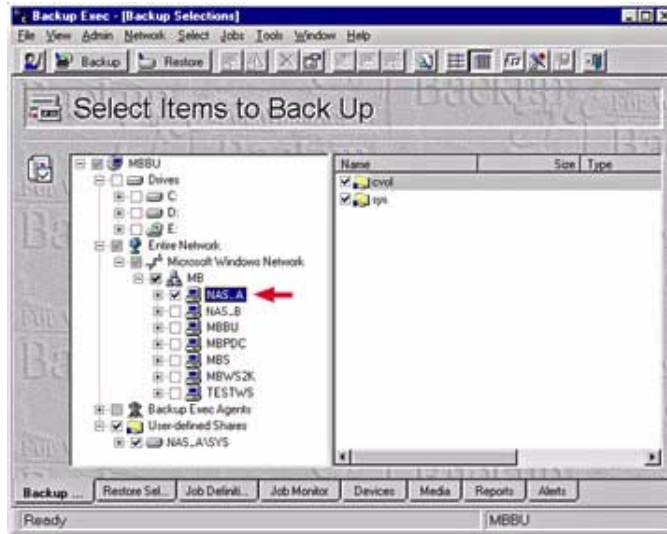 Backup Exec - [Backup Selections]
File View Admin Network Select Jobs Tools Window Help
Backup Restore
Select Items to Back Up
MBBU
Drives
C:
D:
E:
Entire Network
Microsoft Windows Network
MB
NAS_A
NAS_B
MBBU
MBPDC
MBS
MBWS2K
TESTWS
Backup Exec Agents
User-defined Shares
NAS_A\SYS
Name Size Type
sys
Backup ... Restore Sel... Job Definiti... Job Monitor Devices Media Reports Alerts
Ready MBBU